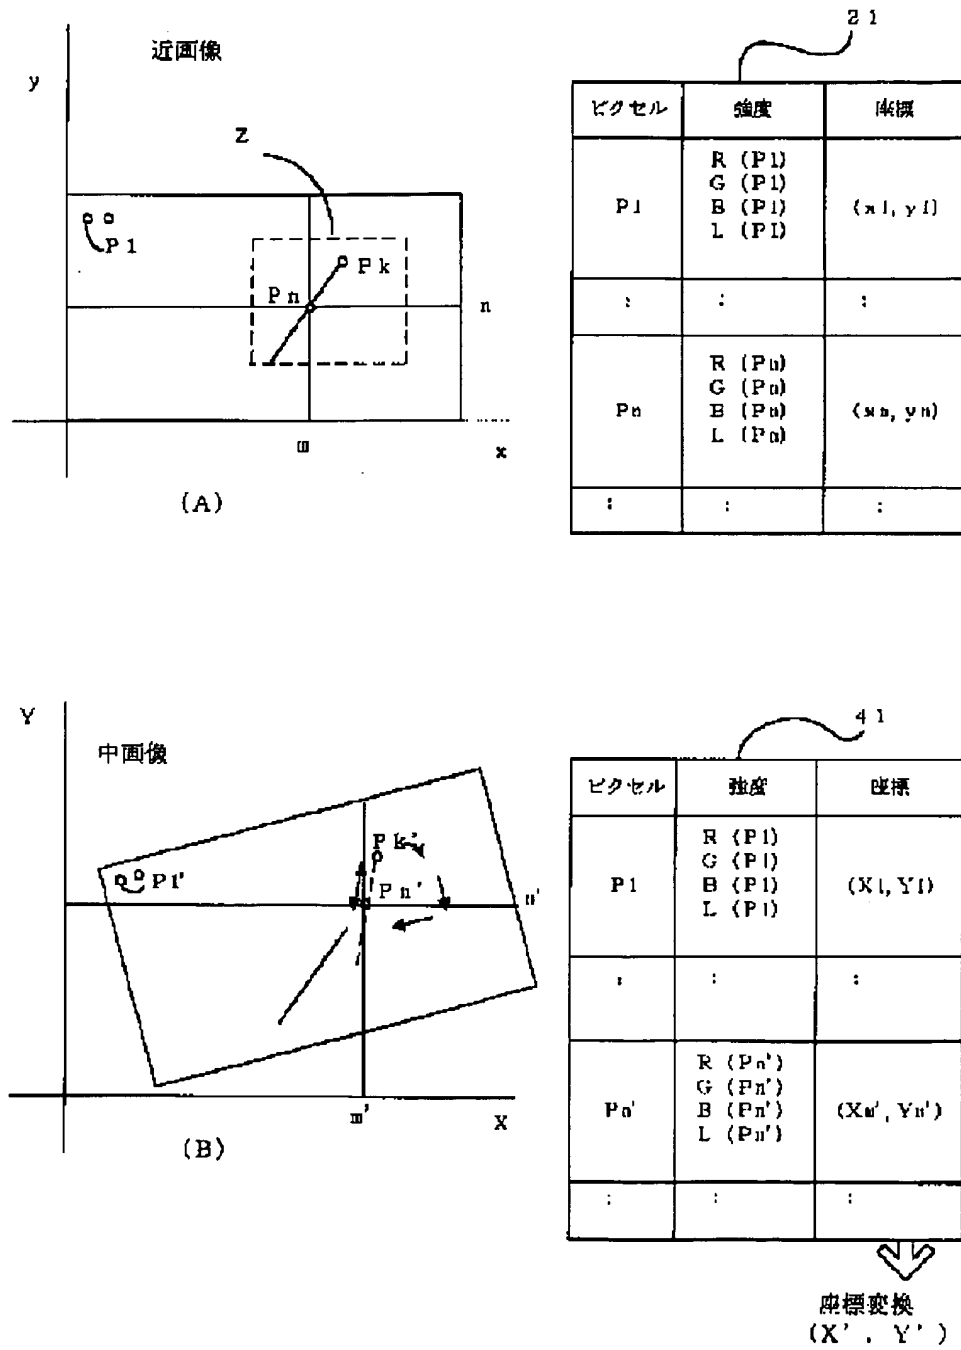 近画像
y
Z
P1
Pk
Pn
n
m
x
(A)
21
ピクセル 強度 座標
P1
R (P1)
G (P1)
B (P1)
L (P1)
(x1, y1)
: : :
Pn
R (Pn)
G (Pn)
B (Pn)
L (Pn)
(xn, yn)
: : :
Y
中画像
P1'
Pk'
Pn'
n'
m'
X
(B)
41
ピクセル 強度 座標
P1
R (P1)
G (P1)
B (P1)
L (P1)
(X1, Y1)
: : :
Pn'
R (Pn')
G (Pn')
B (Pn')
L (Pn')
(Xn', Yn')
: : :
座標変換
(X', Y')